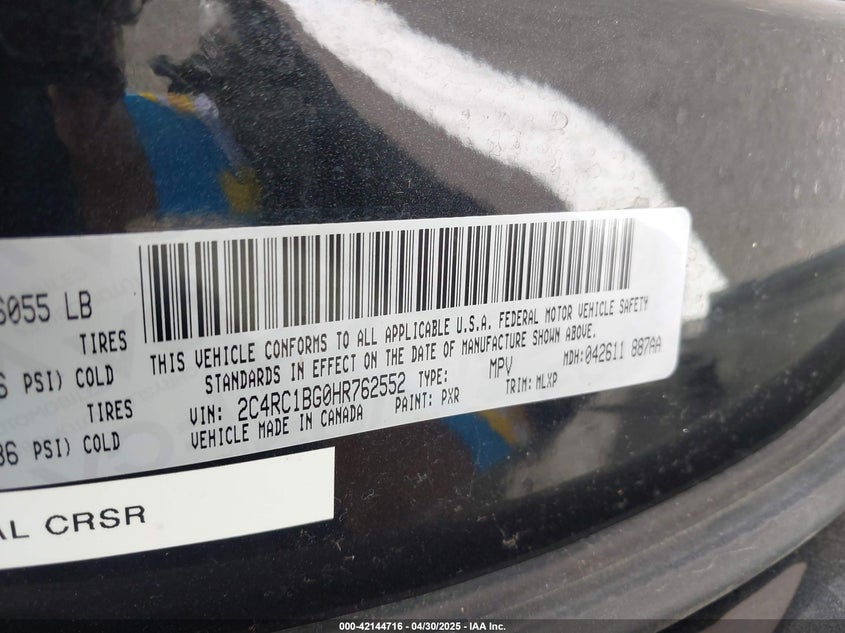 6055 LB
TIRES
PSI) COLD
TIRES
36 PSI) COLD
THIS VEHICLE CONFORMS TO ALL APPLICABLE U.S.A. FEDERAL MOTOR VEHICLE SAFETY
STANDARDS IN EFFECT ON THE DATE OF MANUFACTURE SHOWN ABOVE.
VIN: 2C4RC1BG0HR762552 TYPE: MPV MDH:042611 887AA
VEHICLE MADE IN CANADA PAINT: PXR TRIM: MLXP
AL CRSR
000-42144716 - 04/30/2025 - IAA Inc.